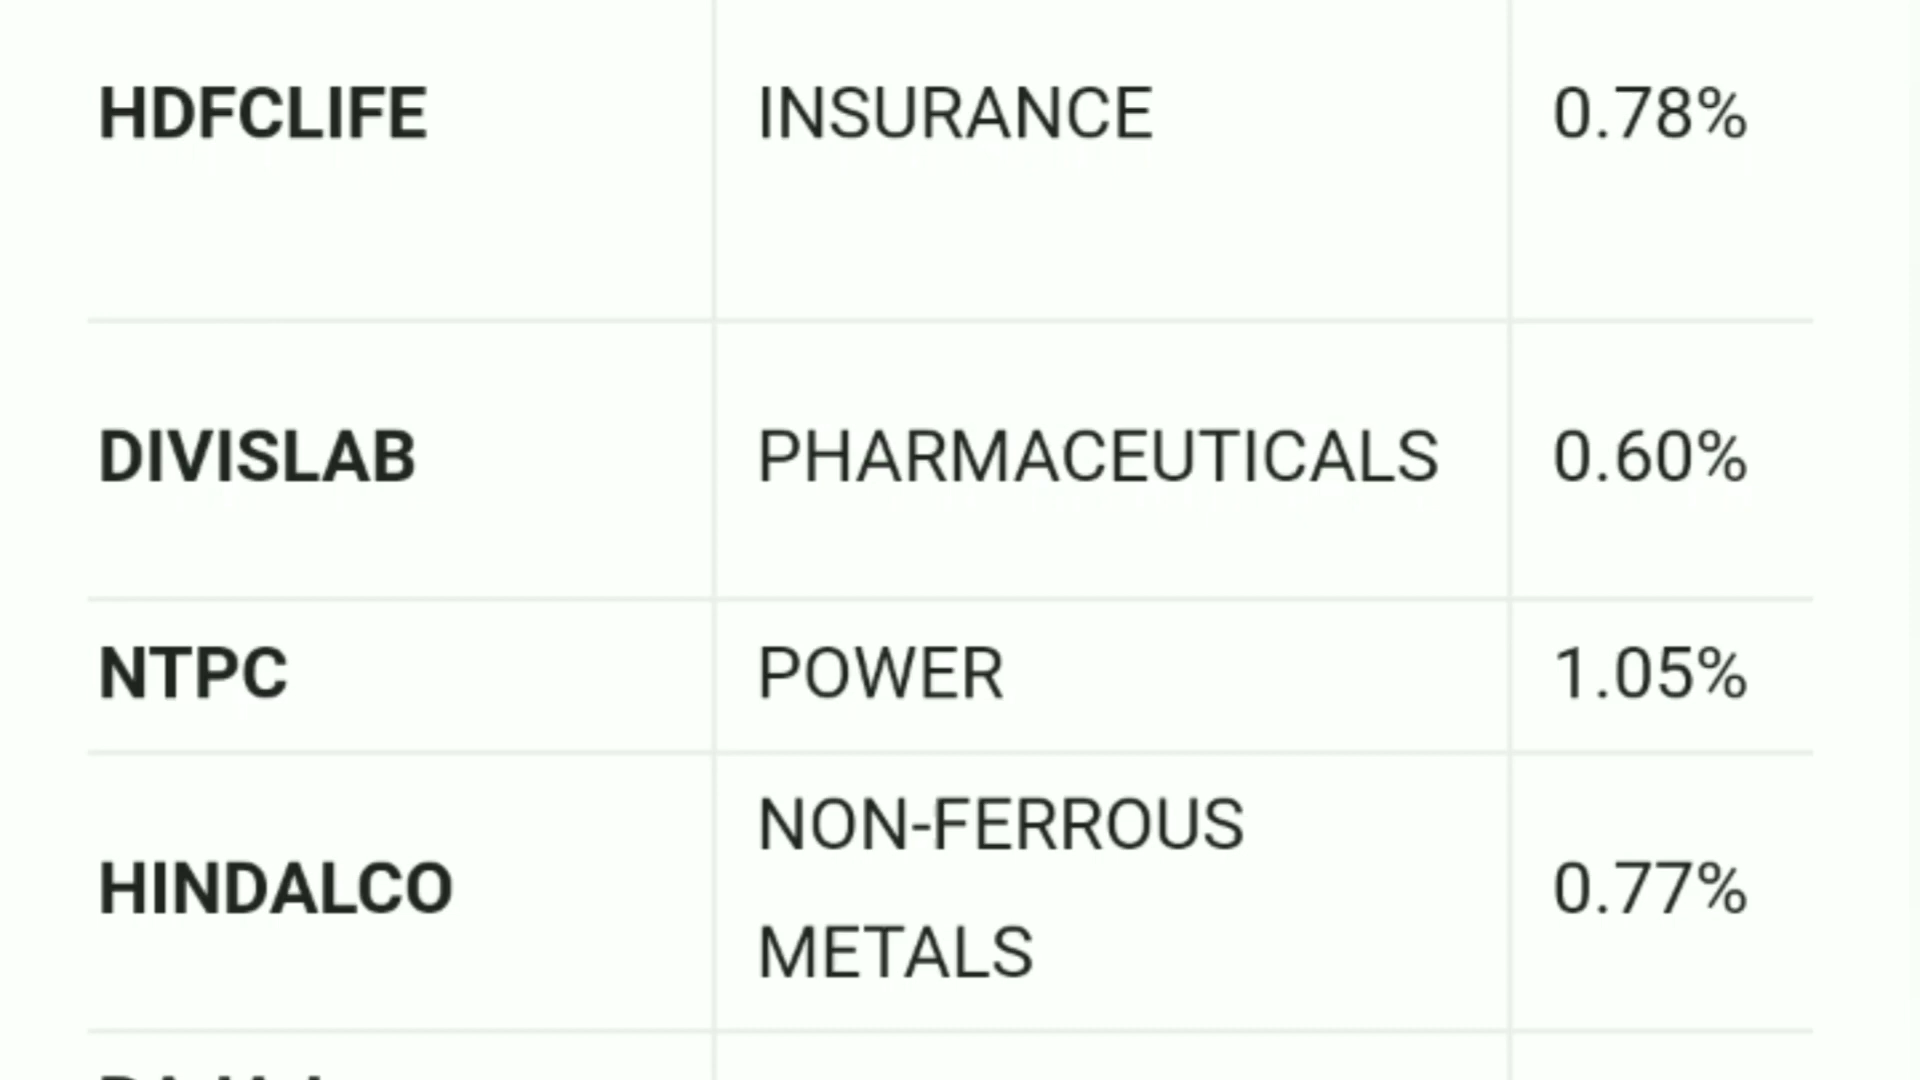 HDFCLIFE INSURANCE 0.78%
DIVISLAB PHARMACEUTICALS 0.60%
NTPC POWER 1.05%
NON-FERROUS
HINDALCO 0.77%
METALS